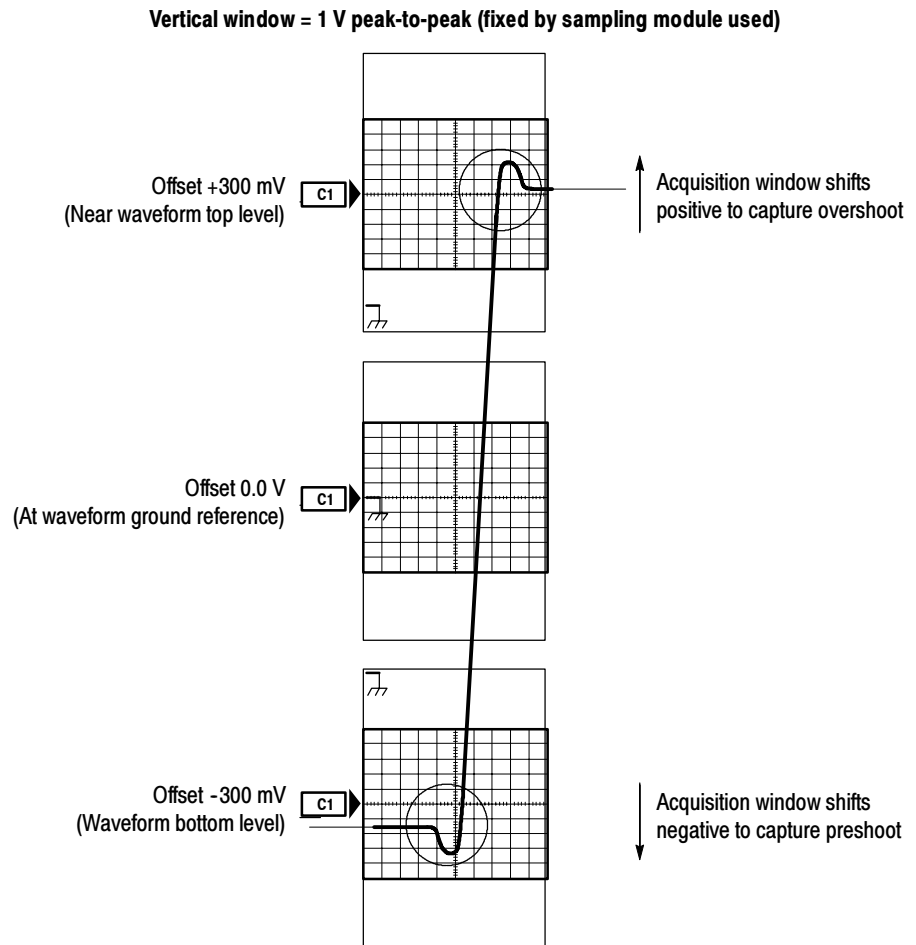 Vertical window = 1 V peak-to-peak (fixed by sampling module used)
Offset +300 mV
(Near waveform top level)
C1
Acquisition window shifts
positive to capture overshoot
Offset 0.0 V
(At waveform ground reference)
C1
Offset -300 mV
(Waveform bottom level)
C1
Acquisition window shifts
negative to capture preshoot